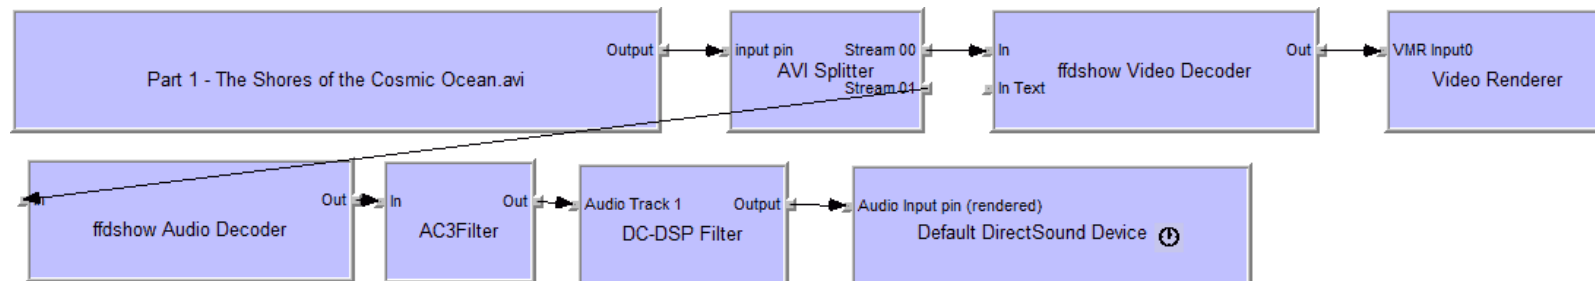 Output
Part 1 - The Shores of the Cosmic Ocean.avi
input pin Stream 00
AVI Splitter
Stream 01
In Out
ffdshow Video Decoder
In Text
VMR Input0
Video Renderer
In Out
ffdshow Audio Decoder
In Out
AC3Filter
Audio Track 1 Output
DC-DSP Filter
Audio Input pin (rendered)
Default DirectSound Device